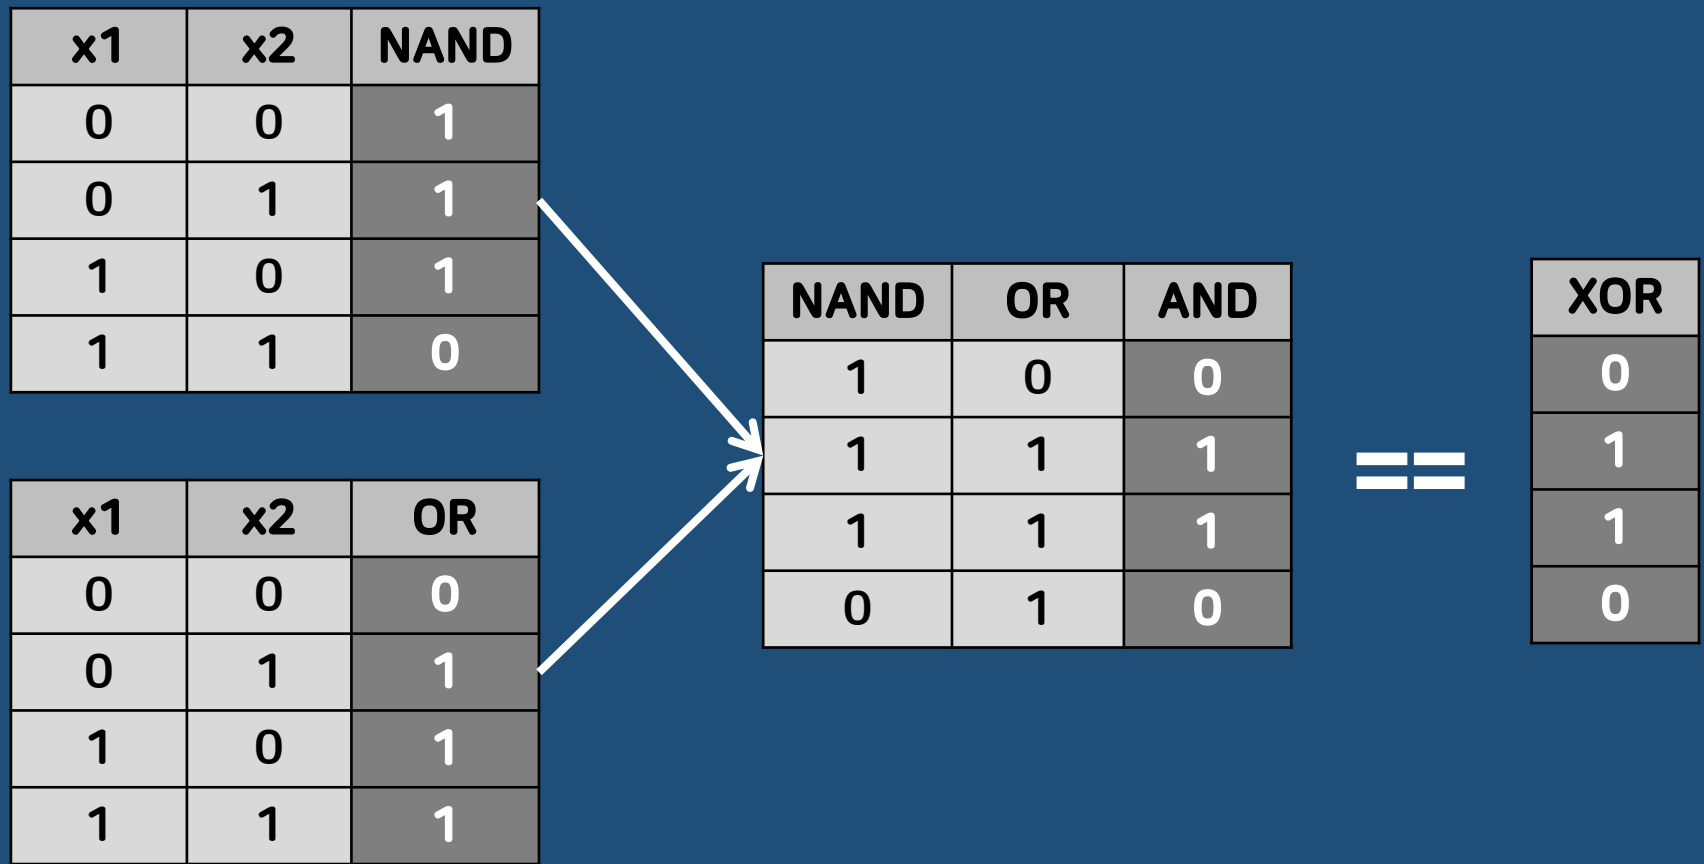 x1 x2 NAND
0 0 1
0 1 1
1 0 1
1 1 0
x1 x2 OR
0 0 0
0 1 1
1 0 1
1 1 1
NAND OR AND
1 0 0
1 1 1
1 1 1
0 1 0
==
XOR
0
1
1
0